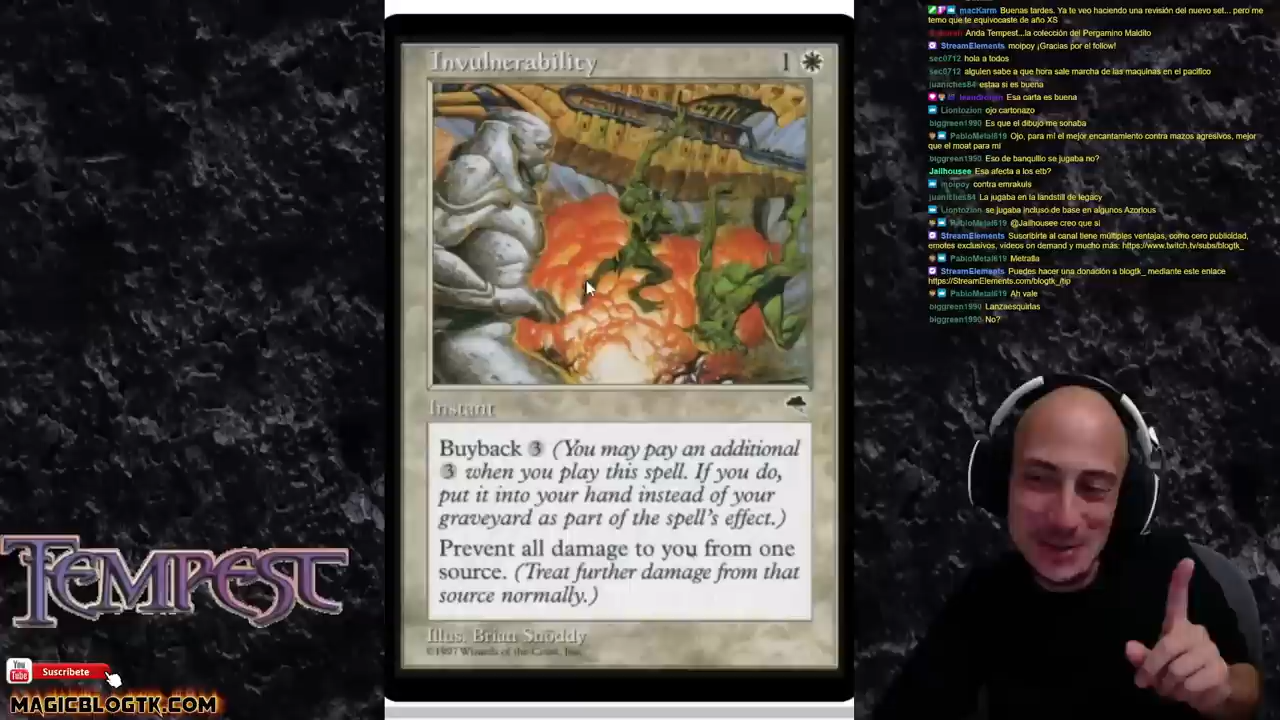 Invulnerability 1
Instant
Buyback 3 (You may pay an additional
3 when you play this spell. If you do,
put it into your hand instead of your
graveyard as part of the spell's effect.)
Prevent all damage to you from one
source. (Treat further damage from that
source normally.)
Illus. Brian Snoddy
©1997 Wizards of the Coast, Inc.
macKarm Buenas tardes. Ya te veo haciendo una revisión del nuevo set... pero me
temo que te equivocaste de año XS
Anda Tempest...la colección del Pergamino Maldito
StreamElements moipoy ¡Gracias por el follow!
sec0712 hola a todos
sec0712 alguien sabe a que hora sale marcha de las maquinas en el pacifico
juaniches84 estaa si es buena
Esa carta es buena
Liontozion ojo cartonazo
biggreen1990 Es que el dibujo me sonaba
PabloMetal619 Ojo, para mí el mejor encantamiento contra mazos agresivos, mejor
que el moat para mi
biggreen1990 Eso de banquillo se jugaba no?
Jailhousee Esa afecta a los etb?
moipoy contra emrakuls
juaniches84 La jugaba en la landstill de legacy
Liontozion se jugaba incluso de base en algunos Azorious
PabloMetal619 @Jailhousee creo que si
StreamElements Suscribirte al canal tiene múltiples ventajas, como cero publicidad,
emotes exclusivos, vídeos on demand y mucho más: https://www.twitch.tv/subs/blogtk_
PabloMetal619 Metralla
StreamElements Puedes hacer una donación a blogtk_ mediante este enlace
https://StreamElements.com/blogtk_/tip
PabloMetal619 Ah vale
biggreen1990 Lanzaesquirlas
biggreen1990 No?
TEMPEST
You
Tube
Suscribete
MAGICBLOGTK.COM